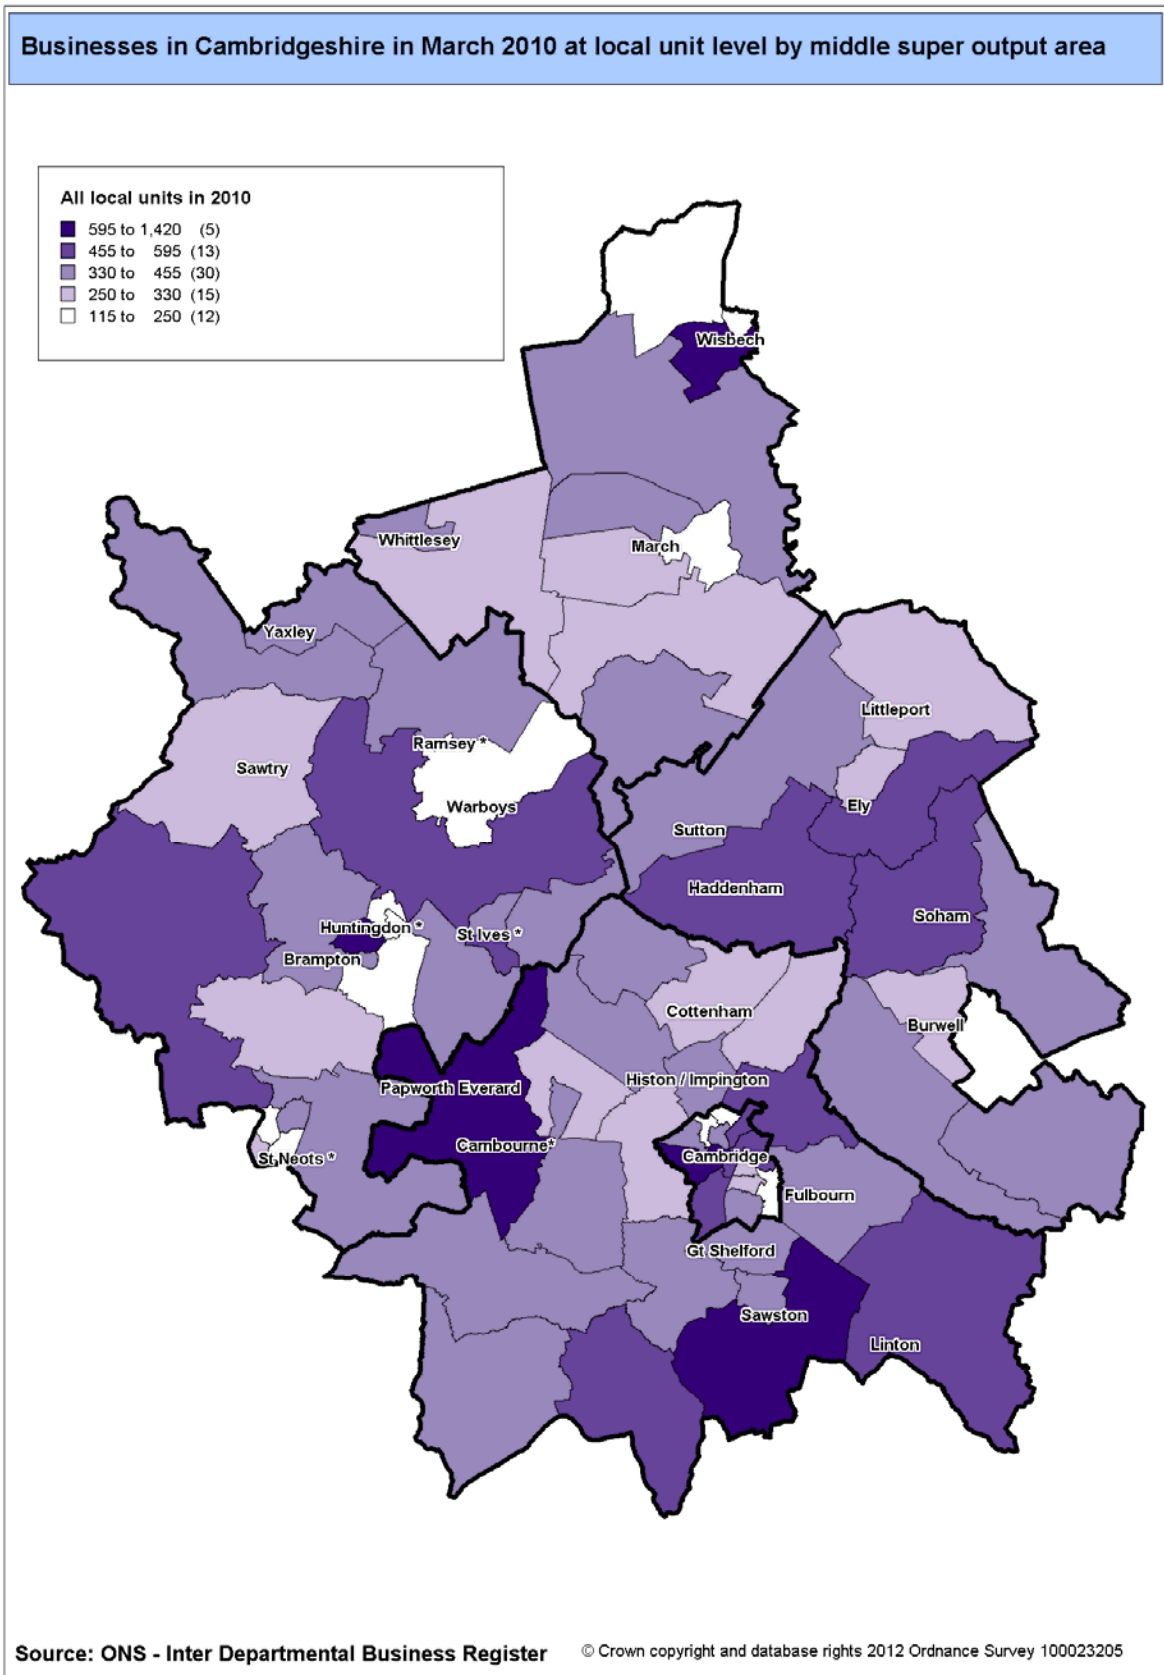 Businesses in Cambridgeshire in March 2010 at local unit level by middle super output area
All local units in 2010
595 to 1,420 (5)
455 to 595 (13)
330 to 455 (30)
250 to 330 (15)
115 to 250 (12)
Wisbech
Whittlesey
March
Yaxley
Littleport
Ramsey *
Sawtry
Warboys
Ely
Sutton
Haddenham
Soham
Huntingdon *
St Ives *
Brampton
Cottenham
Burwell
Histon / Impington
Papworth Everard
Cambourne*
Cambridge
St Neots *
Fulbourn
Gt Shelford
Sawston
Linton
Source: ONS - Inter Departmental Business Register
© Crown copyright and database rights 2012 Ordnance Survey 100023205